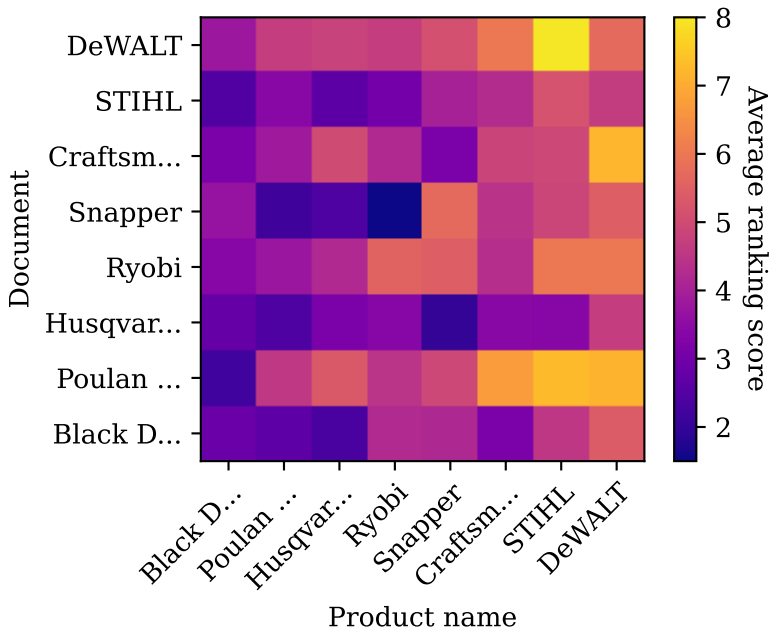 DeWALT
STIHL
Craftsm...
Snapper
Ryobi
Husqvar...
Poulan ...
Black D...
Document
Black D...
Poulan ...
Husqvar...
Ryobi
Snapper
Craftsm...
STIHL
DeWALT
Product name
8
7
6
5
4
3
2
Average ranking score